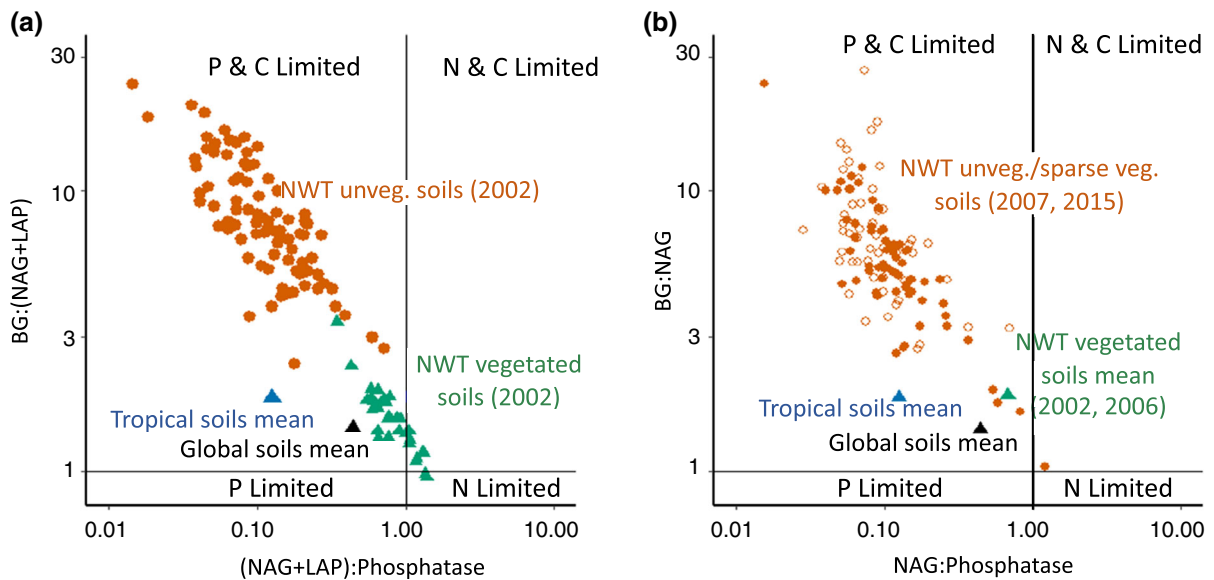 (a)
30
10
3
1
BG:(NAG+LAP)
P & C Limited
N & C Limited
NWT unveg. soils (2002)
NWT vegetated
soils (2002)
Tropical soils mean
Global soils mean
P Limited
N Limited
0.01
0.10
1.00
10.00
(NAG+LAP):Phosphatase
(b)
30
10
3
1
BG:NAG
P & C Limited
N & C Limited
NWT unveg./sparse veg.
soils (2007, 2015)
NWT vegetated
soils mean
(2002, 2006)
Tropical soils mean
Global soils mean
P Limited
N Limited
0.01
0.10
1.00
10.00
NAG:Phosphatase